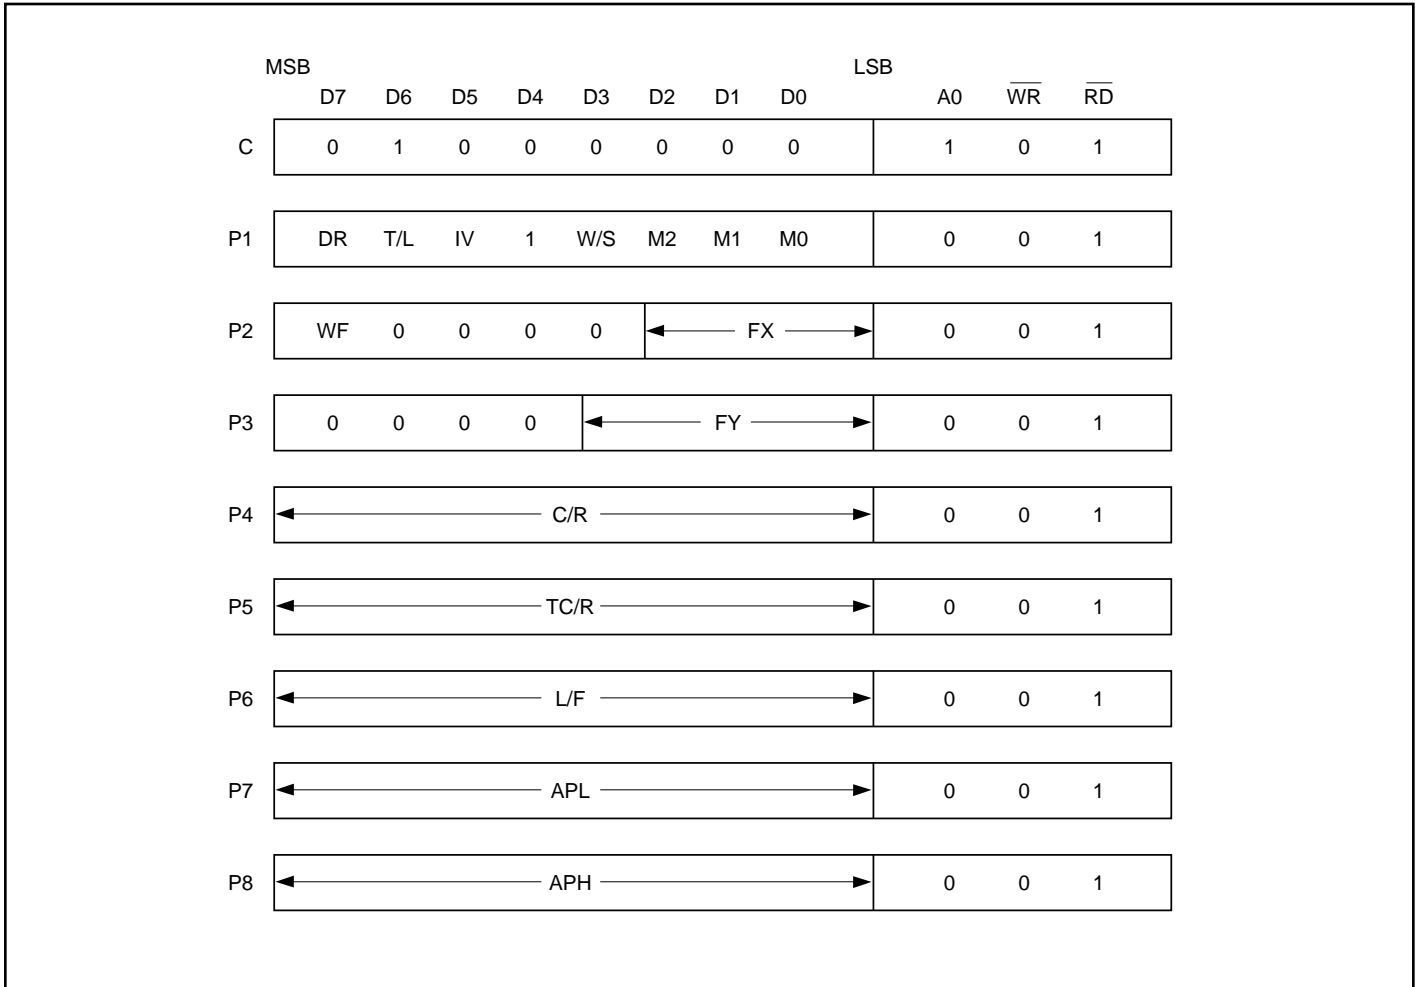 MSB LSB
D7 D6 D5 D4 D3 D2 D1 D0 A0 WR RD
C 0 1 0 0 0 0 0 0 1 0 1
P1 DR T/L IV 1 W/S M2 M1 M0 0 0 1
P2 WF 0 0 0 0 FX 0 0 1
P3 0 0 0 0 FY 0 0 1
P4 C/R 0 0 1
P5 TC/R 0 0 1
P6 L/F 0 0 1
P7 APL 0 0 1
P8 APH 0 0 1